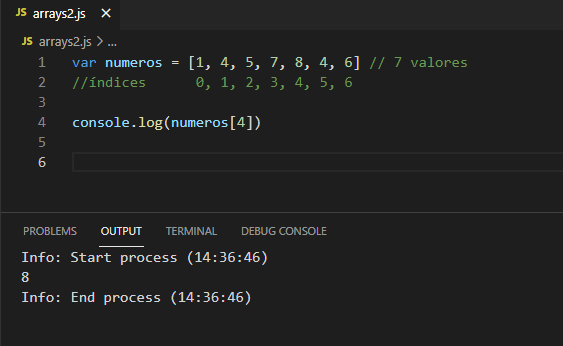 JS arrays2.js ×
JS arrays2.js > ...
1 var numeros = [1, 4, 5, 7, 8, 4, 6] // 7 valores
2 //índices      0, 1, 2, 3, 4, 5, 6
3
4 console.log(numeros[4])
5
6
PROBLEMS OUTPUT TERMINAL DEBUG CONSOLE
Info: Start process (14:36:46)
8
Info: End process (14:36:46)